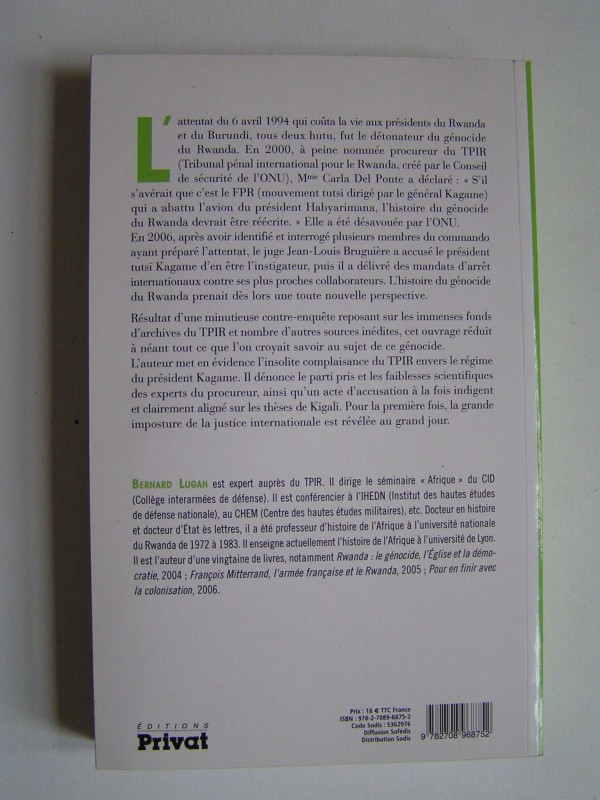 L'attentat du 6 avril 1994 qui coûta la vie aux présidents du Rwanda
et du Burundi, tous deux hutu, fut le détonateur du génocide
du Rwanda. En 2000, à peine nommée procureur du TPIR
(Tribunal pénal international pour le Rwanda, créé par le Conseil
de sécurité de l'ONU), Mme Carla Del Ponte a déclaré : « S'il
s'avérait que c'est le FPR (mouvement tutsi dirigé par le général Kagame)
qui a abattu l'avion du président Habyarimana, l'histoire du génocide
du Rwanda devrait être réécrite. » Elle a été désavouée par l'ONU.
En 2006, après avoir identifié et interrogé plusieurs membres du commando
ayant préparé l'attentat, le juge Jean-Louis Bruguière a accusé le président
tutsi Kagame d'en être l'instigateur, puis il a délivré des mandats d'arrêt
internationaux contre ses plus proches collaborateurs. L'histoire du génocide
du Rwanda prenait dès lors une toute nouvelle perspective.
Résultat d'une minutieuse contre-enquête reposant sur les immenses fonds
d'archives du TPIR et nombre d'autres sources inédites, cet ouvrage réduit
à néant tout ce que l'on croyait savoir au sujet de ce génocide.
L'auteur met en évidence l'insolite complaisance du TPIR envers le régime
du président Kagame. Il dénonce le parti pris et les faiblesses scientifiques
des experts du procureur, ainsi qu'un acte d'accusation à la fois indigent
et clairement aligné sur les thèses de Kigali. Pour la première fois, la grande
imposture de la justice internationale est révélée au grand jour.
BERNARD LUGAN est expert auprès du TPIR. Il dirige le séminaire « Afrique » du CID
(Collège interarmées de défense). Il est conférencier à l'IHEDN (Institut des hautes études
de défense nationale), au CHEM (Centre des hautes études militaires), etc. Docteur en histoire
et docteur d'État ès lettres, il a été professeur d'histoire de l'Afrique à l'université nationale
du Rwanda de 1972 à 1983. Il enseigne actuellement l'histoire de l'Afrique à l'université de Lyon.
Il est l'auteur d'une vingtaine de livres, notamment Rwanda : le génocide, l'Église et la démo-
cratie, 2004 ; François Mitterrand, l'armée française et le Rwanda, 2005 ; Pour en finir avec
la colonisation, 2006.
ÉDITIONS
Privat
Prix : 18 € TTC France
ISBN : 978-2-7089-6875-2
Code Sodis : S362976
Diffusion Sofédis
Distribution Sodis
9 782708 968752